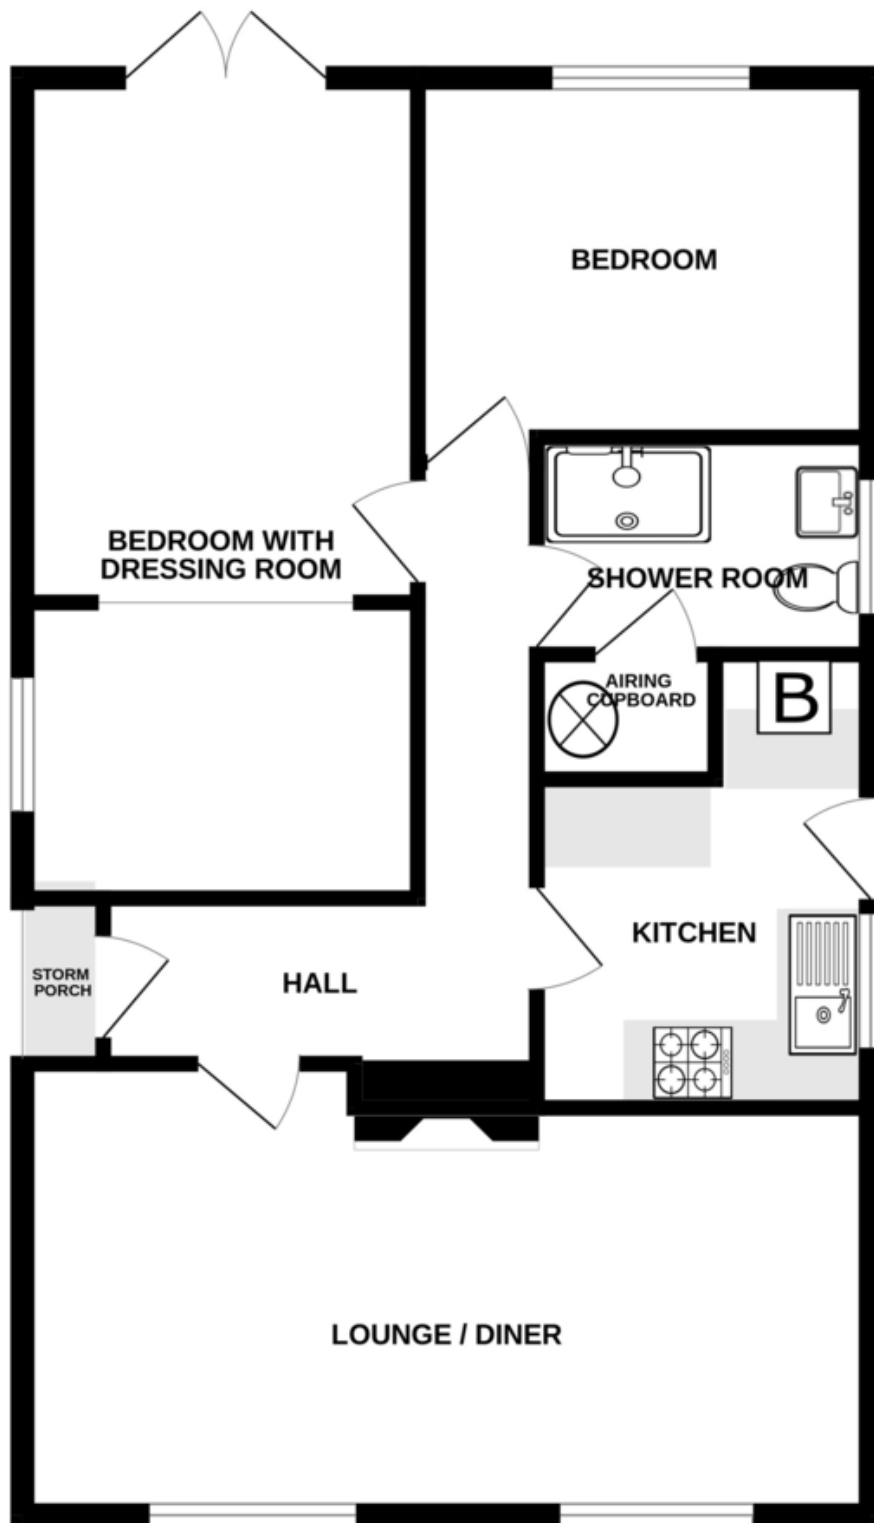 BEDROOM
BEDROOM WITH
DRESSING ROOM
SHOWER ROOM
AIRING
CUPBOARD
B
KITCHEN
STORM
PORCH
HALL
LOUNGE / DINER